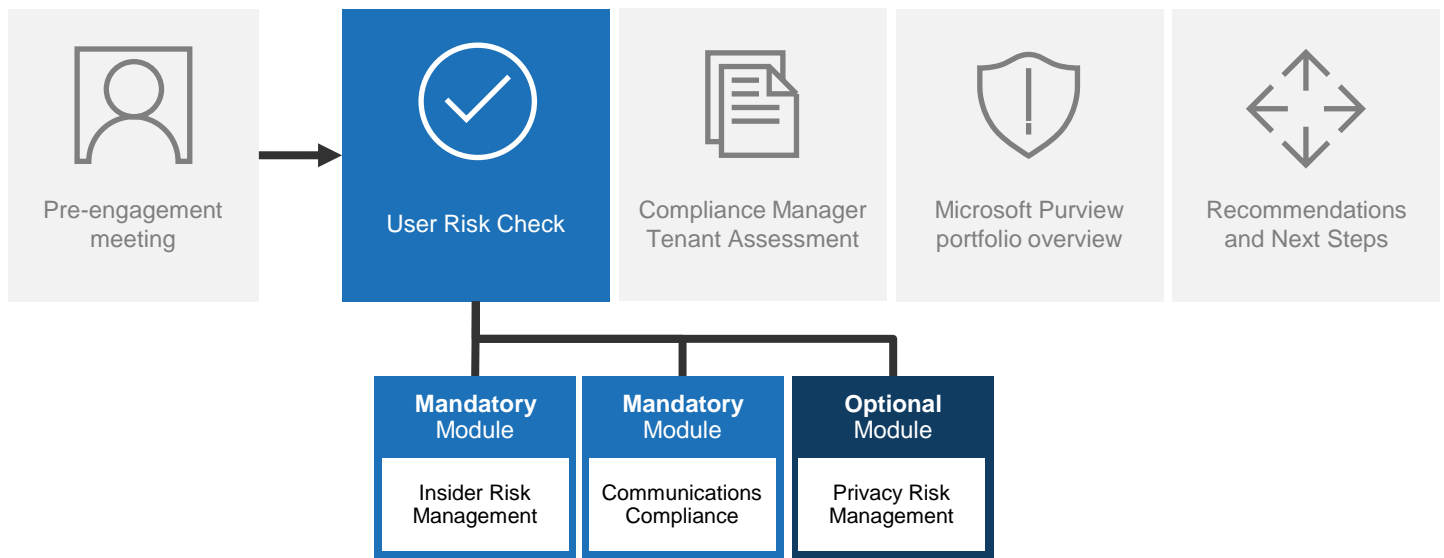 Pre-engagement
meeting
User Risk Check
Compliance Manager
Tenant Assessment
Microsoft Purview
portfolio overview
Recommendations
and Next Steps
Mandatory
Module
Insider Risk
Management
Mandatory
Module
Communications
Compliance
Optional
Module
Privacy Risk
Management